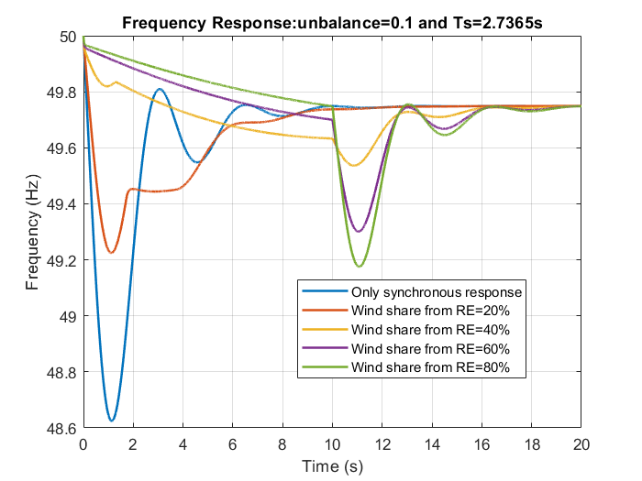 Frequency Response:unbalance=0.1 and Ts=2.7365s
50
49.8
49.6
49.4
49.2
49
48.8
48.6
Frequency (Hz)
Only synchronous response
Wind share from RE=20%
Wind share from RE=40%
Wind share from RE=60%
Wind share from RE=80%
0 2 4 6 8 10 12 14 16 18 20
Time (s)